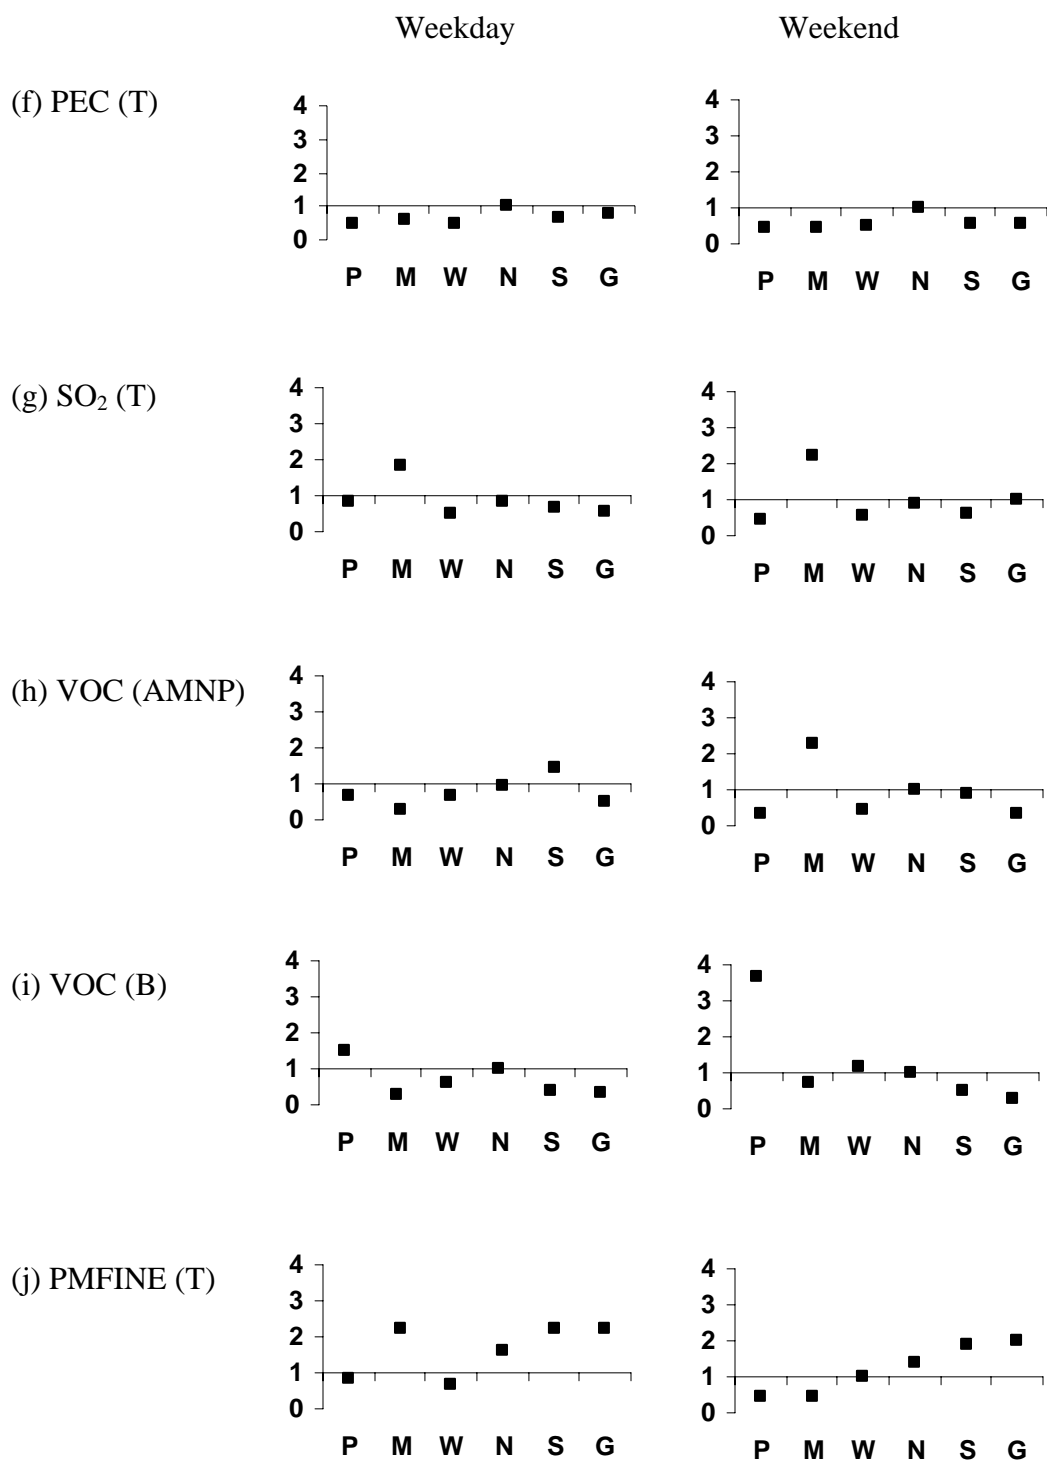 Weekday Weekend
(f) PEC (T)
4 4
3 3
2 2
1 1
0 0
P M W N S G P M W N S G
(g) SO₂ (T)
4 4
3 3
2 2
1 1
0 0
P M W N S G P M W N S G
(h) VOC (AMNP)
4 4
3 3
2 2
1 1
0 0
P M W N S G P M W N S G
(i) VOC (B)
4 4
3 3
2 2
1 1
0 0
P M W N S G P M W N S G
(j) PMFINE (T)
4 4
3 3
2 2
1 1
0 0
P M W N S G P M W N S G